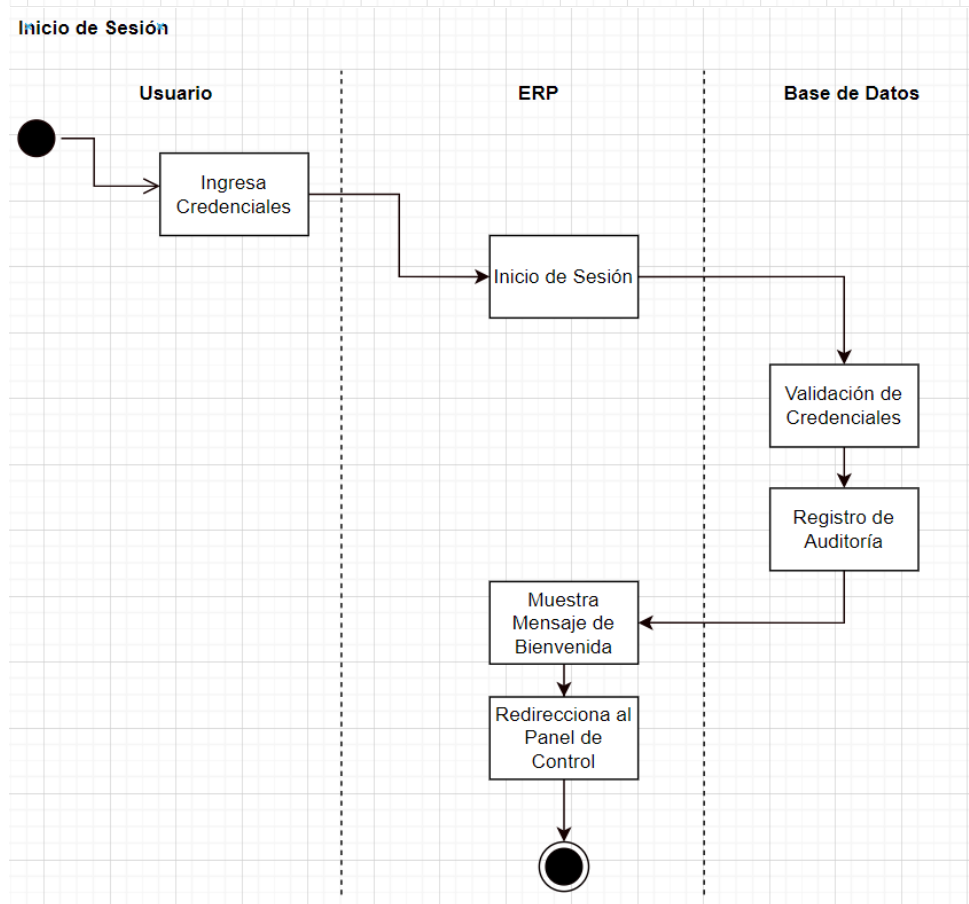 Inicio de Sesión
Usuario
ERP
Base de Datos
Ingresa
Credenciales
Inicio de Sesión
Validación de
Credenciales
Registro de
Auditoría
Muestra
Mensaje de
Bienvenida
Redirecciona al
Panel de
Control